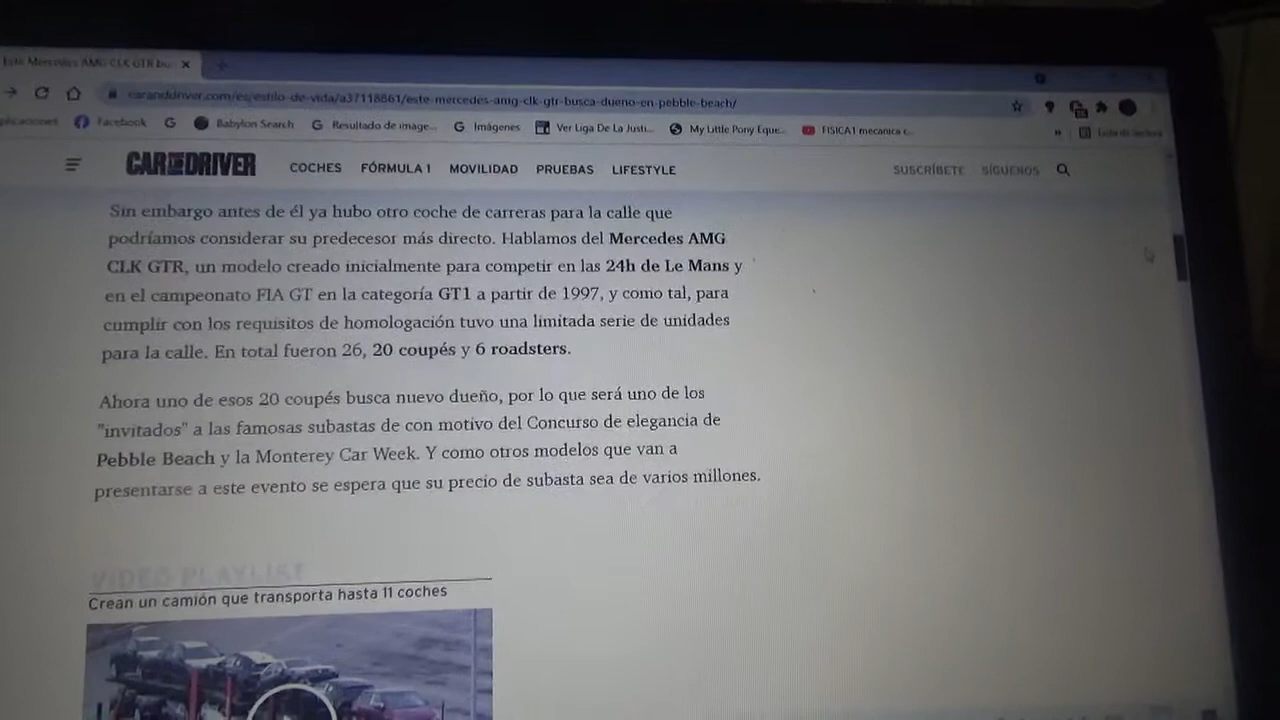 Este Mercedes AMG CLK GTR bu
caranddriver.com/es/estilo-de-vida/a37118861/este-mercedes-amg-clk-gtr-busca-dueno-en-pebble-beach/
plicaciones Facebook Babylon Search Resultado de image... Imágenes Ver Liga De La Justi... My Little Pony Eque... FISICA1 mecanica c... »
CAR AND DRIVER COCHES FÓRMULA 1 MOVILIDAD PRUEBAS LIFESTYLE SUSCRÍBETE SÍGUENOS
Sin embargo antes de él ya hubo otro coche de carreras para la calle que
podríamos considerar su predecesor más directo. Hablamos del Mercedes AMG
CLK GTR, un modelo creado inicialmente para competir en las 24h de Le Mans y
en el campeonato FIA GT en la categoría GT1 a partir de 1997, y como tal, para
cumplir con los requisitos de homologación tuvo una limitada serie de unidades
para la calle. En total fueron 26, 20 coupés y 6 roadsters.
Ahora uno de esos 20 coupés busca nuevo dueño, por lo que será uno de los
"invitados" a las famosas subastas de con motivo del Concurso de elegancia de
Pebble Beach y la Monterey Car Week. Y como otros modelos que van a
presentarse a este evento se espera que su precio de subasta sea de varios millones.
VIDEO PLAYLIST
Crean un camión que transporta hasta 11 coches